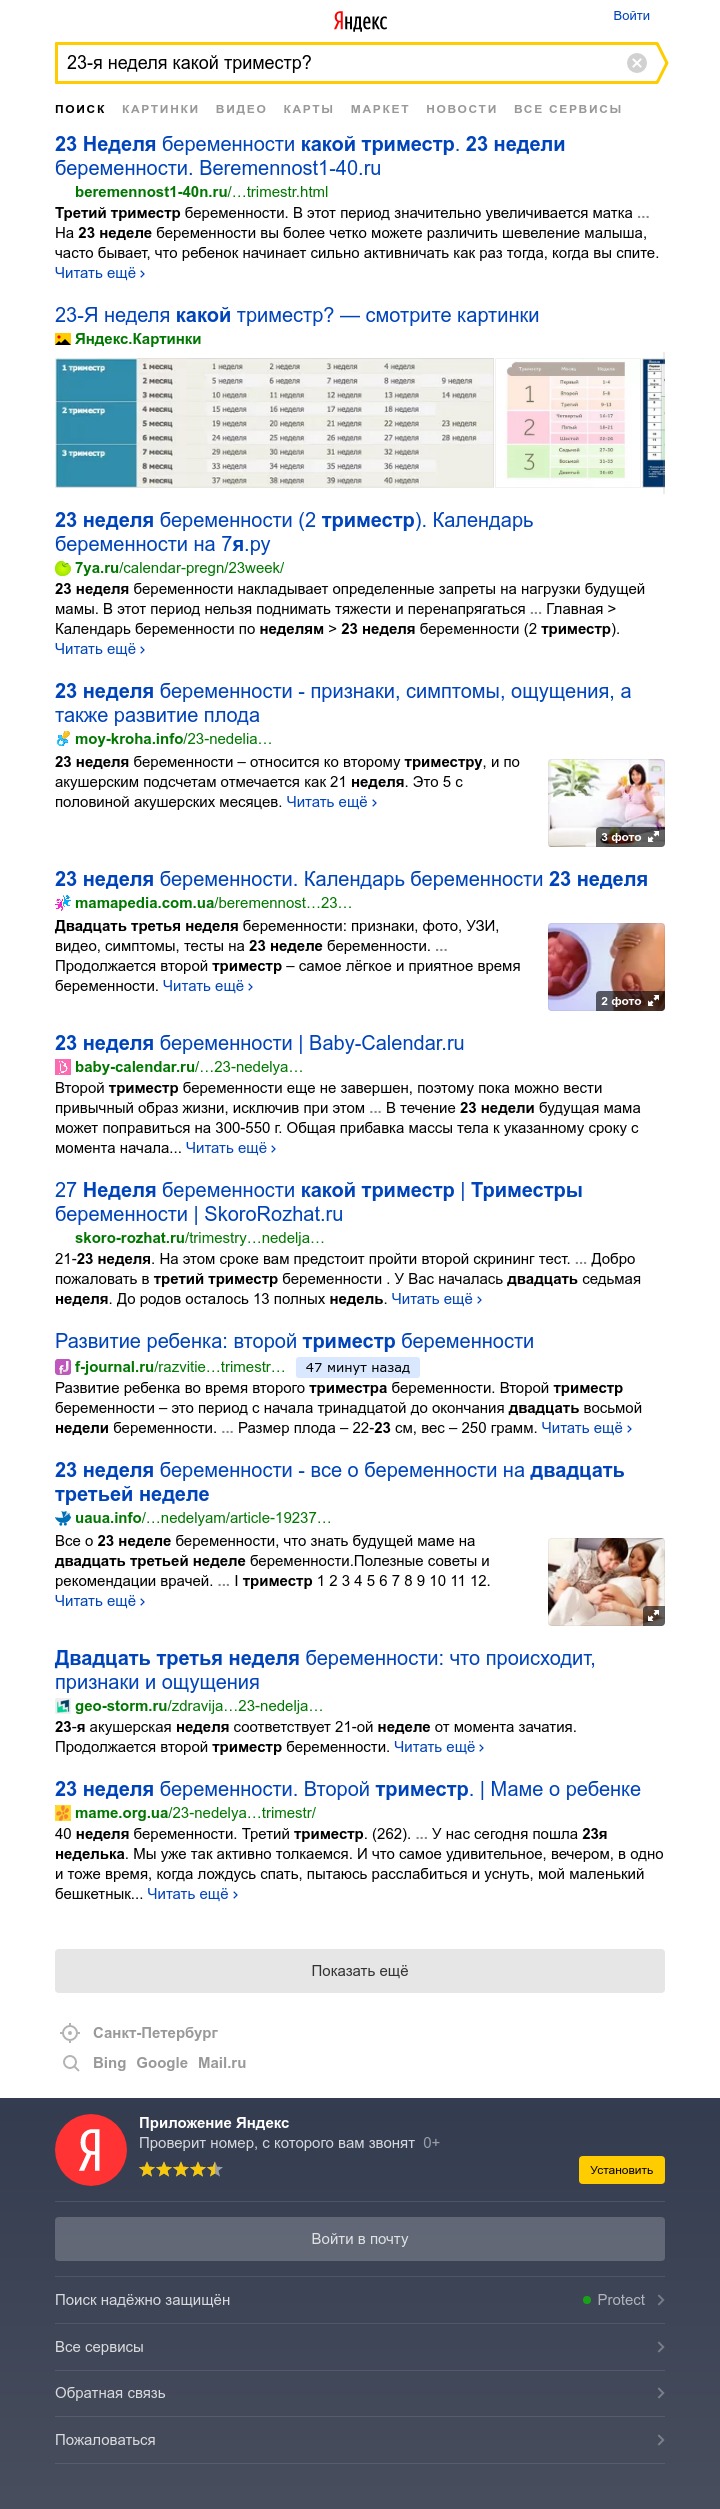 Яндекс
Войти
23-я неделя какой триместр?
ПОИСК КАРТИНКИ ВИДЕО КАРТЫ МАРКЕТ НОВОСТИ ВСЕ СЕРВИСЫ
23 Неделя беременности какой триместр. 23 недели
беременности. Beremennost1-40.ru
beremennost1-40n.ru/…trimestr.html
Третий триместр беременности. В этот период значительно увеличивается матка ...
На 23 неделе беременности вы более четко можете различить шевеление малыша,
часто бывает, что ребенок начинает сильно активничать как раз тогда, когда вы спите.
Читать ещё ›
23-Я неделя какой триместр? — смотрите картинки
Яндекс.Картинки
1 триместр 1 месяц 1 неделя 2 неделя 3 неделя 4 неделя
2 месяц 5 неделя 6 неделя 7 неделя 8 неделя 9 неделя
3 месяц 10 неделя 11 неделя 12 неделя 13 неделя 14 неделя
2 триместр 4 месяц 15 неделя 16 неделя 17 неделя 18 неделя
5 месяц 19 неделя 20 неделя 21 неделя 22 неделя 23 неделя
6 месяц 24 неделя 25 неделя 26 неделя 27 неделя 28 неделя
3 триместр 7 месяц 29 неделя 30 неделя 31 неделя 32 неделя
8 месяц 33 неделя 34 неделя 35 неделя 36 неделя
9 месяц 37 неделя 38 неделя 39 неделя 40 неделя
Триместр Месяц Неделя
1
Первый 1-4
Второй 5-8
Третий 9-13
2
Четвертый 14-17
Пятый 18-21
Шестой
3
Седьмой 27-30
Восьмой 31-35
Девятый 36-40
23 неделя беременности (2 триместр). Календарь
беременности на 7я.ру
7ya.ru/calendar-pregn/23week/
23 неделя беременности накладывает определенные запреты на нагрузки будущей
мамы. В этот период нельзя поднимать тяжести и перенапрягаться ... Главная >
Календарь беременности по неделям > 23 неделя беременности (2 триместр).
Читать ещё ›
23 неделя беременности - признаки, симптомы, ощущения, а
также развитие плода
moy-kroha.info/23-nedelia…
23 неделя беременности – относится ко второму триместру, и по
акушерским подсчетам отмечается как 21 неделя. Это 5 с
половиной акушерских месяцев. Читать ещё ›
3 фото
23 неделя беременности. Календарь беременности 23 неделя
mamapedia.com.ua/beremennost…23…
Двадцать третья неделя беременности: признаки, фото, УЗИ,
видео, симптомы, тесты на 23 неделе беременности. ...
Продолжается второй триместр – самое лёгкое и приятное время
беременности. Читать ещё ›
2 фото
23 неделя беременности | Baby-Calendar.ru
baby-calendar.ru/…23-nedelya…
Второй триместр беременности еще не завершен, поэтому пока можно вести
привычный образ жизни, исключив при этом ... В течение 23 недели будущая мама
может поправиться на 300-550 г. Общая прибавка массы тела к указанному сроку с
момента начала... Читать ещё ›
27 Неделя беременности какой триместр | Триместры
беременности | SkoroRozhat.ru
skoro-rozhat.ru/trimestry…nedelja…
21-23 неделя. На этом сроке вам предстоит пройти второй скрининг тест. ... Добро
пожаловать в третий триместр беременности . У Вас началась двадцать седьмая
неделя. До родов осталось 13 полных недель. Читать ещё ›
Развитие ребенка: второй триместр беременности
f-journal.ru/razvitie…trimestr… 47 минут назад
Развитие ребенка во время второго триместра беременности. Второй триместр
беременности – это период с начала тринадцатой до окончания двадцать восьмой
недели беременности. ... Размер плода – 22-23 см, вес – 250 грамм. Читать ещё ›
23 неделя беременности - все о беременности на двадцать
третьей неделе
uaua.info/…nedelyam/article-19237…
Все о 23 неделе беременности, что знать будущей маме на
двадцать третьей неделе беременности.Полезные советы и
рекомендации врачей. ... I триместр 1 2 3 4 5 6 7 8 9 10 11 12.
Читать ещё ›
Двадцать третья неделя беременности: что происходит,
признаки и ощущения
geo-storm.ru/zdravija…23-nedelja…
23-я акушерская неделя соответствует 21-ой неделе от момента зачатия.
Продолжается второй триместр беременности. Читать ещё ›
23 неделя беременности. Второй триместр. | Маме о ребенке
mame.org.ua/23-nedelya…trimestr/
40 неделя беременности. Третий триместр. (262). ... У нас сегодня пошла 23я
неделька. Мы уже так активно толкаемся. И что самое удивительное, вечером, в одно
и тоже время, когда лождусь спать, пытаюсь расслабиться и уснуть, мой маленький
бешкетнык... Читать ещё ›
Показать ещё
Санкт-Петербург
Bing Google Mail.ru
Я
Приложение Яндекс
Проверит номер, с которого вам звонят 0+
Установить
Войти в почту
Поиск надёжно защищён Protect
Все сервисы
Обратная связь
Пожаловаться